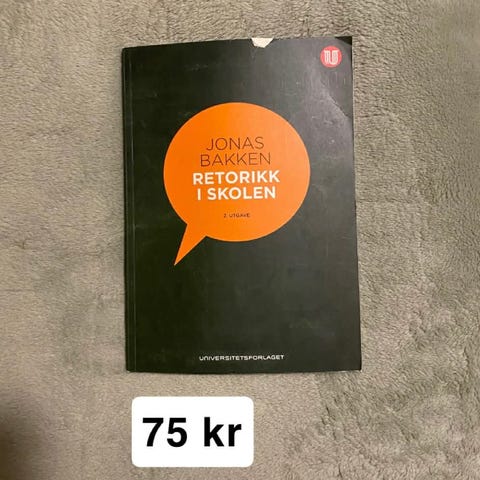 JONAS
BAKKEN
RETORIKK
I SKOLEN
2. UTGAVE
UNIVERSITETSFORLAGET
75 kr